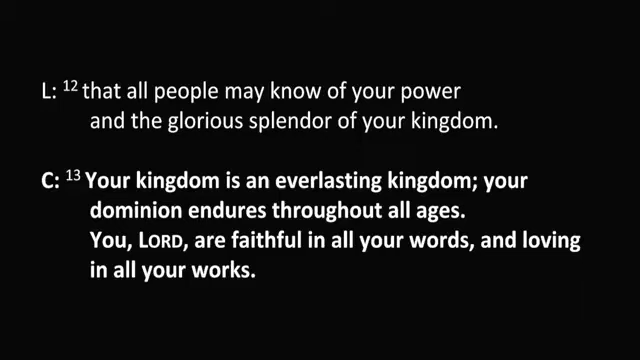 L: 12 that all people may know of your power
and the glorious splendor of your kingdom.
C: 13 Your kingdom is an everlasting kingdom; your
dominion endures throughout all ages.
You, LORD, are faithful in all your words, and loving
in all your works.